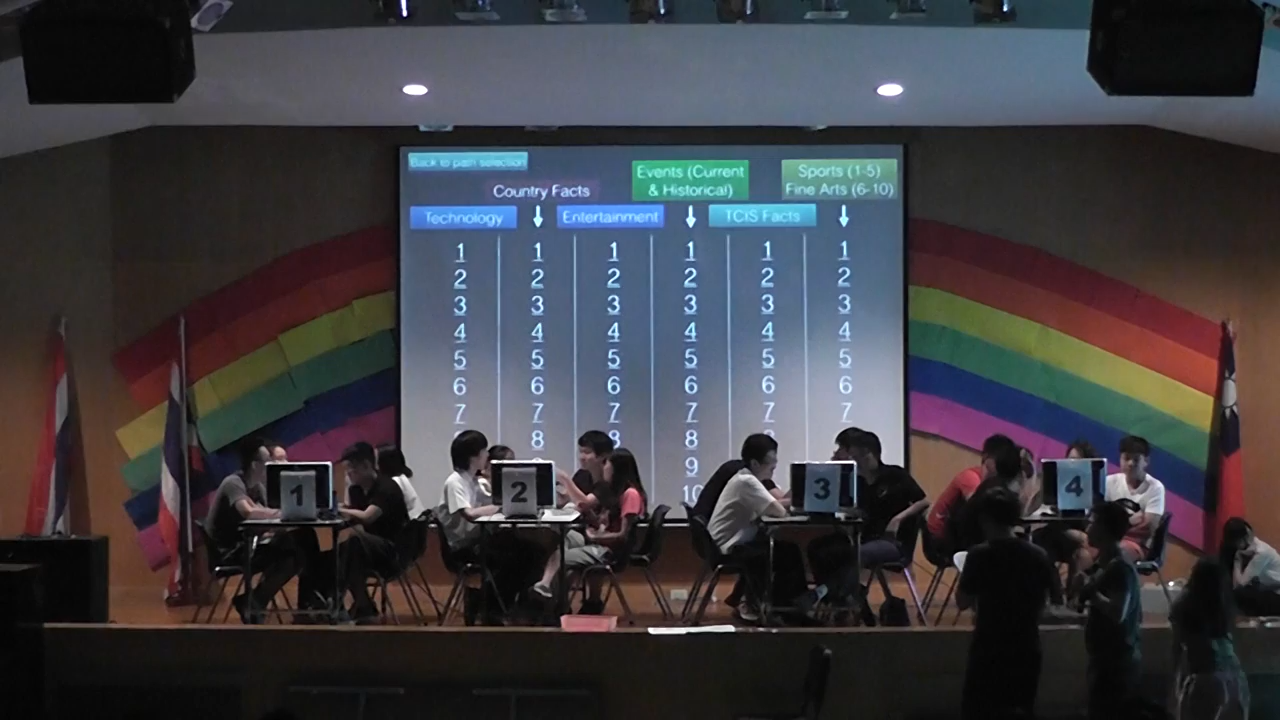 Back to path selection
Country Facts
Events (Current
& Historical)
Sports (1-5)
Fine Arts (6-10)
Technology
Entertainment
TCIS Facts
1 1 1 1 1 1
2 2 2 2 2 2
3 3 3 3 3 3
4 4 4 4 4 4
5 5 5 5 5 5
6 6 6 6 6 6
7 7 7 7 7 7
8 8 8
9
10
1
2
3
4